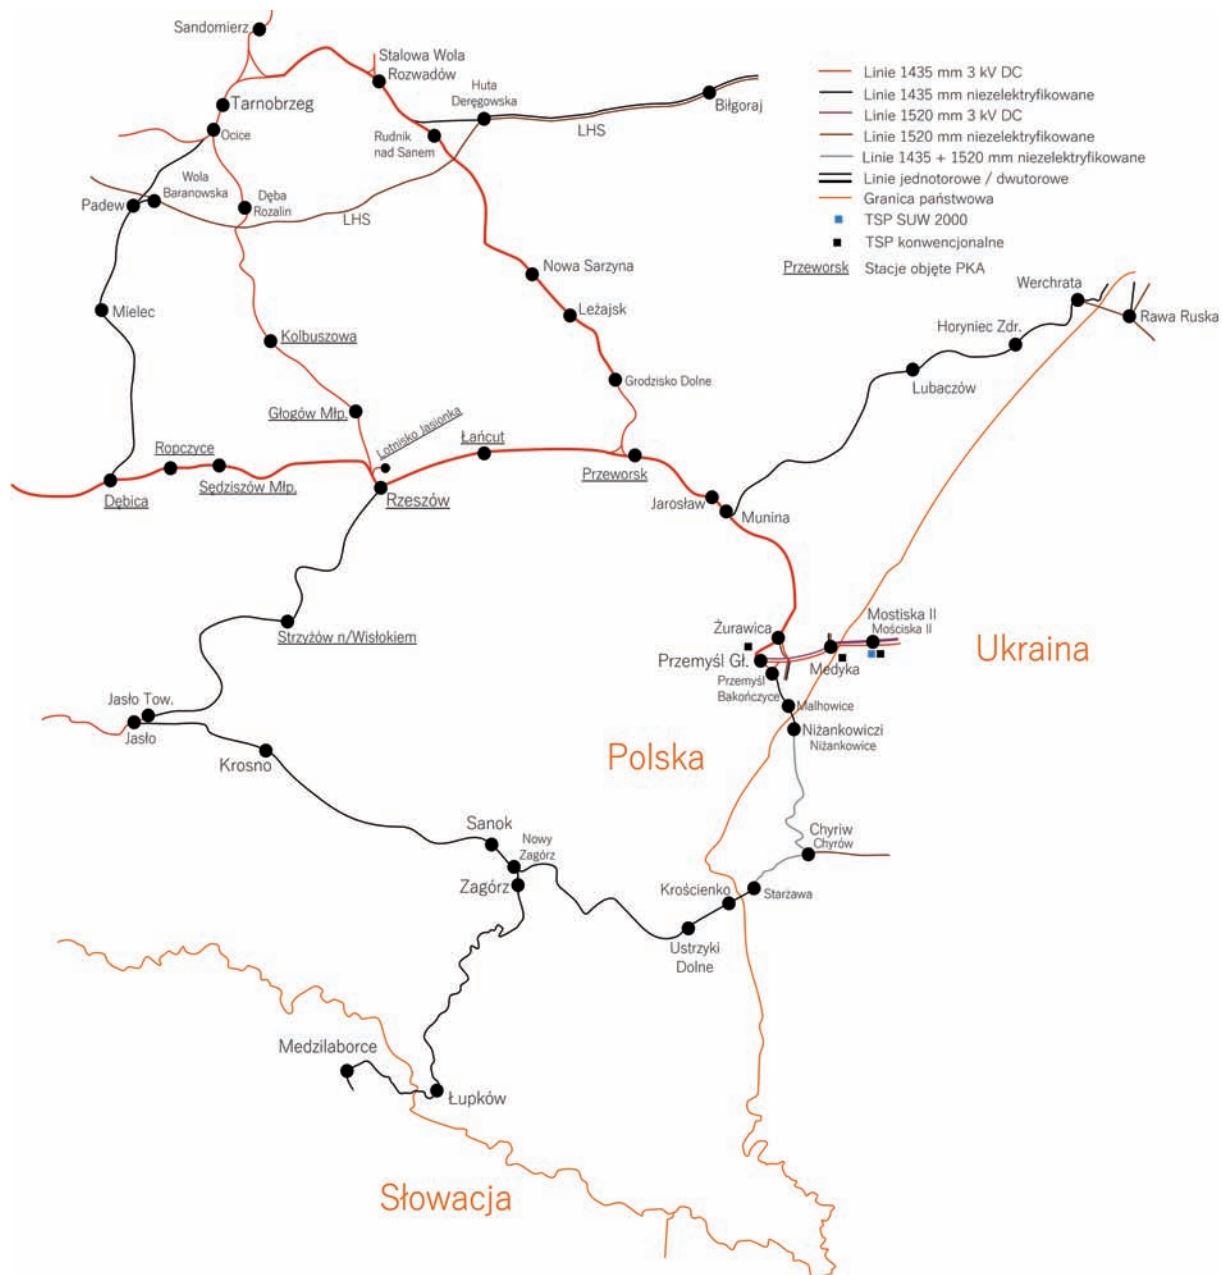 Sandomierz
Stalowa Wola
Rozwadów
Huta
Deręgowska
Biłgoraj
LHS
Tarnobrzeg
Ocice
Rudnik
nad Sanem
Wola
Baranowska
Padew
Dęba
Rozalin
LHS
Linie 1435 mm 3 kV DC
Linie 1435 mm niezelektryfikowane
Linie 1520 mm 3 kV DC
Linie 1520 mm niezelektryfikowane
Linie 1435 + 1520 mm niezelektryfikowane
Linie jednotorowe / dwutorowe
Granica państwowa
TSP SUW 2000
TSP konwencjonalne
Przeworsk Stacje objęte PKA
Nowa Sarzyna
Werchrata
Mielec
Leżajsk
Rawa Ruska
Horyniec Zdr.
Kolbuszowa
Lubaczów
Grodzisko Dolne
Głogów Młp.
Lotnisko Jasionka
Łańcut
Ropczyce
Przeworsk
Sędziszów Młp.
Dębica
Rzeszów
Jarosław
Munina
Mostiska II
Mościska II
Żurawica
Strzyżów n/Wisłokiem
Ukraina
Przemyśl Gł.
Medyka
Przemyśl
Bakończyce
Malhowice
Jasło Tow.
Jasło
Niżankowiczi
Niżankowice
Polska
Krosno
Sanok
Nowy
Zagórz
Chyriw
Chyrów
Zagórz
Krościenko
Starżawa
Ustrzyki
Dolne
Medzilaborce
Łupków
Słowacja